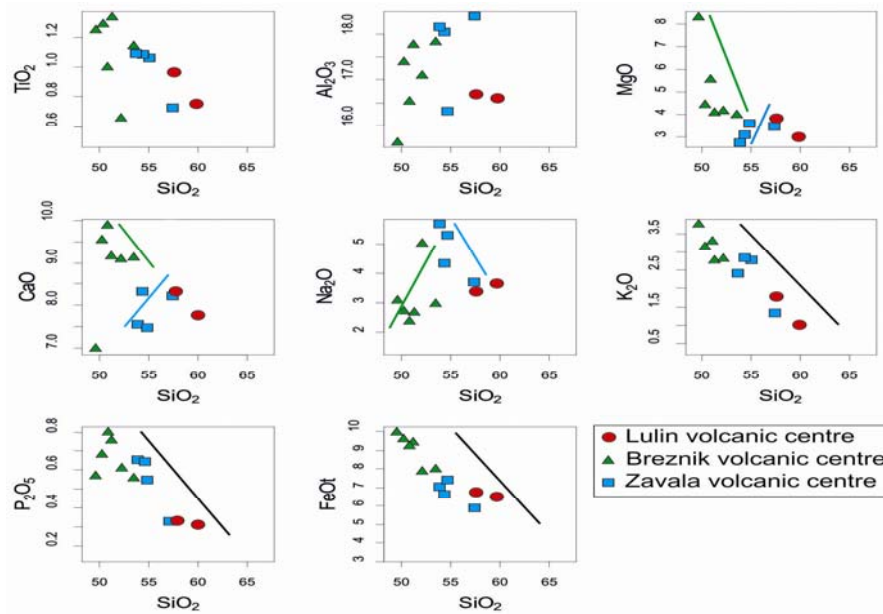 TiO₂
0.6 0.8 1.0 1.2
50 55 60 65
SiO₂
Al₂O₃
16.0 17.0 18.0
50 55 60 65
SiO₂
MgO
3 4 5 6 7 8
50 55 60 65
SiO₂
CaO
7.0 8.0 9.0 10.0
50 55 60 65
SiO₂
Na₂O
2 3 4 5
50 55 60 65
SiO₂
K₂O
0.5 1.5 2.5 3.5
50 55 60 65
SiO₂
P₂O₅
0.2 0.4 0.6 0.8
50 55 60 65
SiO₂
FeOt
3 4 5 6 7 8 9 10
50 55 60 65
SiO₂
Lulin volcanic centre
Breznik volcanic centre
Zavala volcanic centre